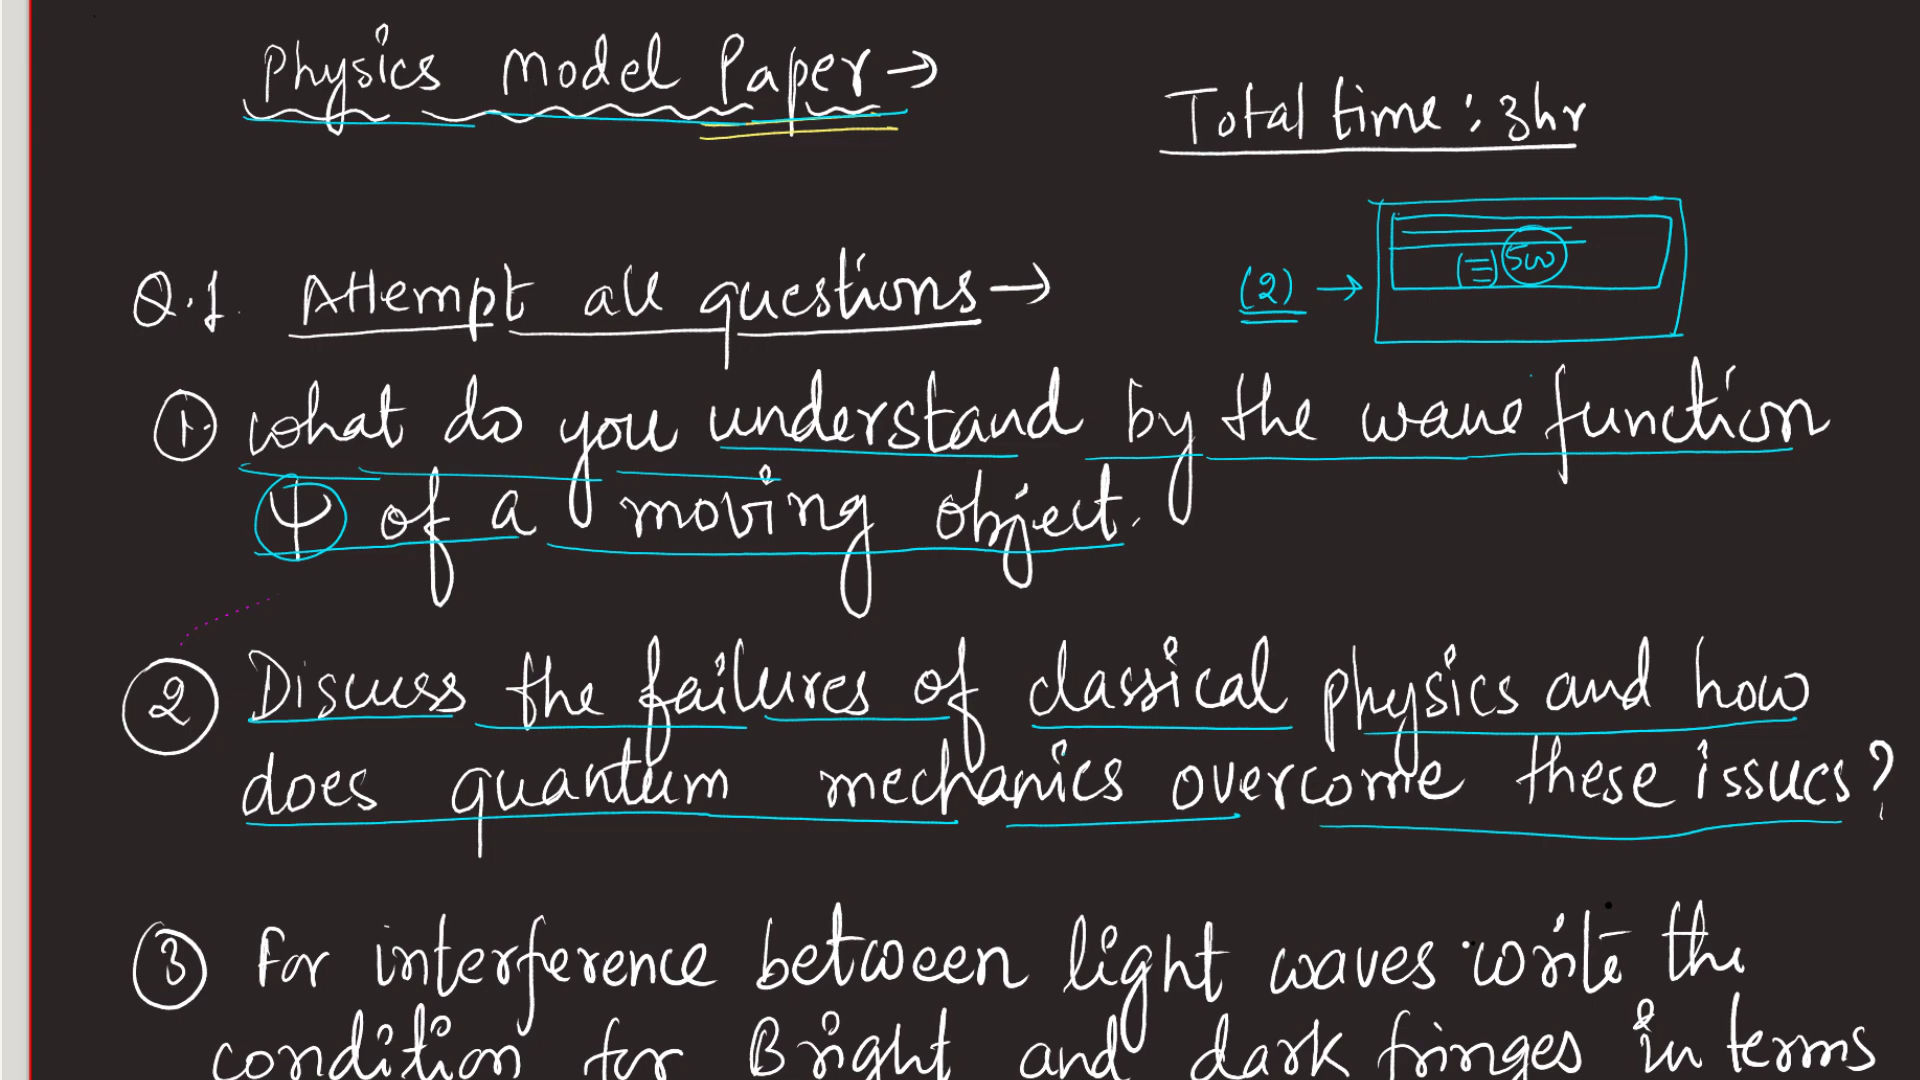 Physics Model Paper →
Total time : 3hr
Q.1. Attempt all questions →
(2) → (≡) 500
1. What do you understand by the wave function
ψ of a moving object.
2 Discuss the failures of classical physics and how
does quantum mechanics overcome these issues?
3 For interference between light waves write the
condition for Bright and dark fringes in terms